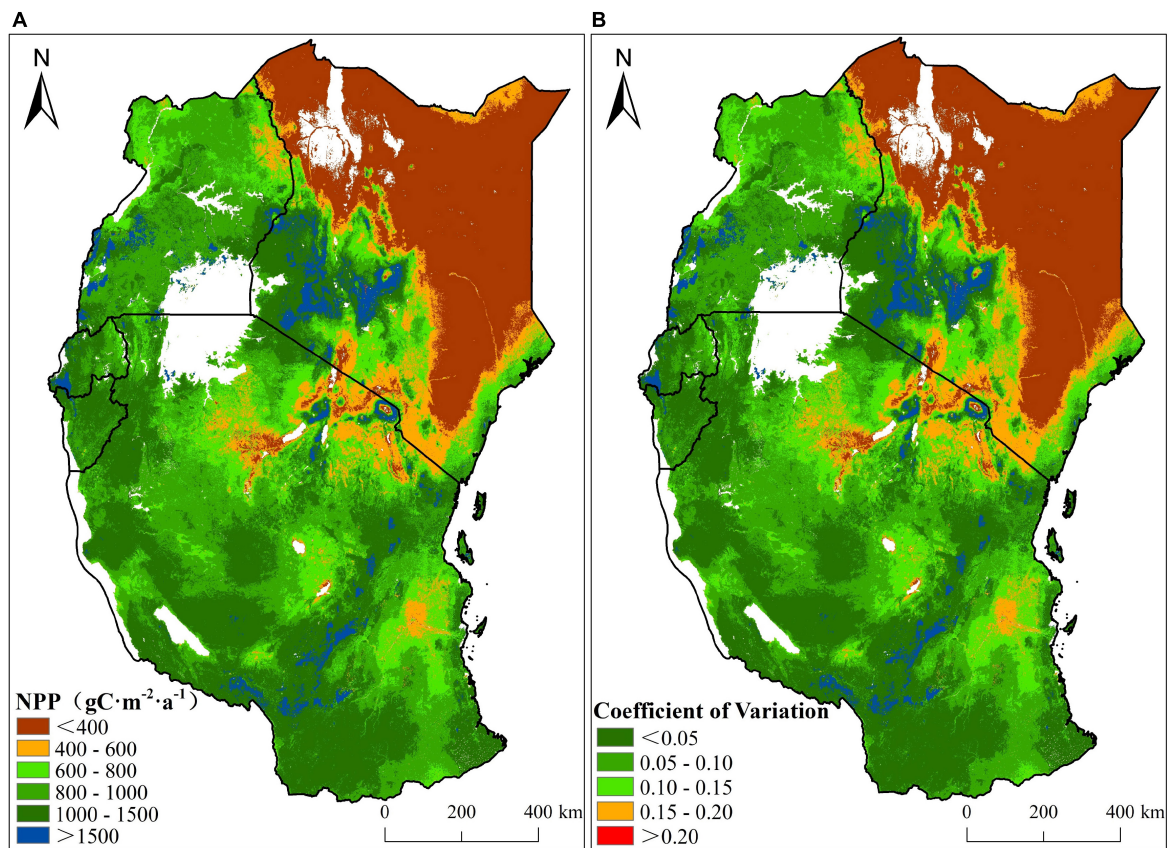 A
N
NPP（gC·m⁻²·a⁻¹）
＜400
400 - 600
600 - 800
800 - 1000
1000 - 1500
＞1500
0 200 400 km
B
N
Coefficient of Variation
＜0.05
0.05 - 0.10
0.10 - 0.15
0.15 - 0.20
＞0.20
0 200 400 km